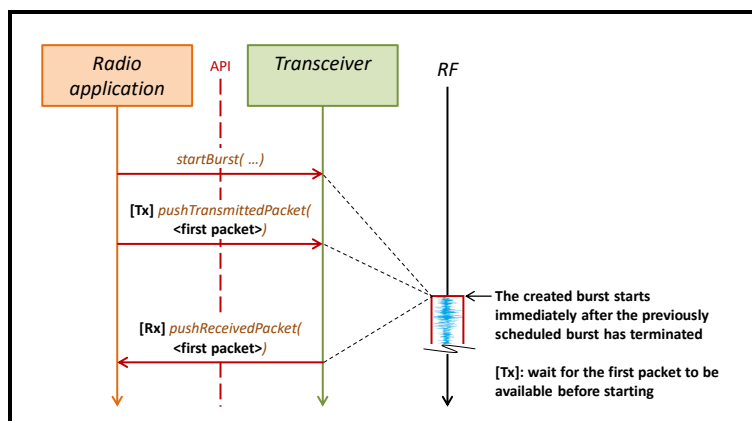 Radio
application
API
Transceiver
RF
startBurst( …)
[Tx] pushTransmittedPacket(
<first packet>)
The created burst starts
immediately after the previously
scheduled burst has terminated
[Rx] pushReceivedPacket(
<first packet>)
[Tx]: wait for the first packet to be
available before starting